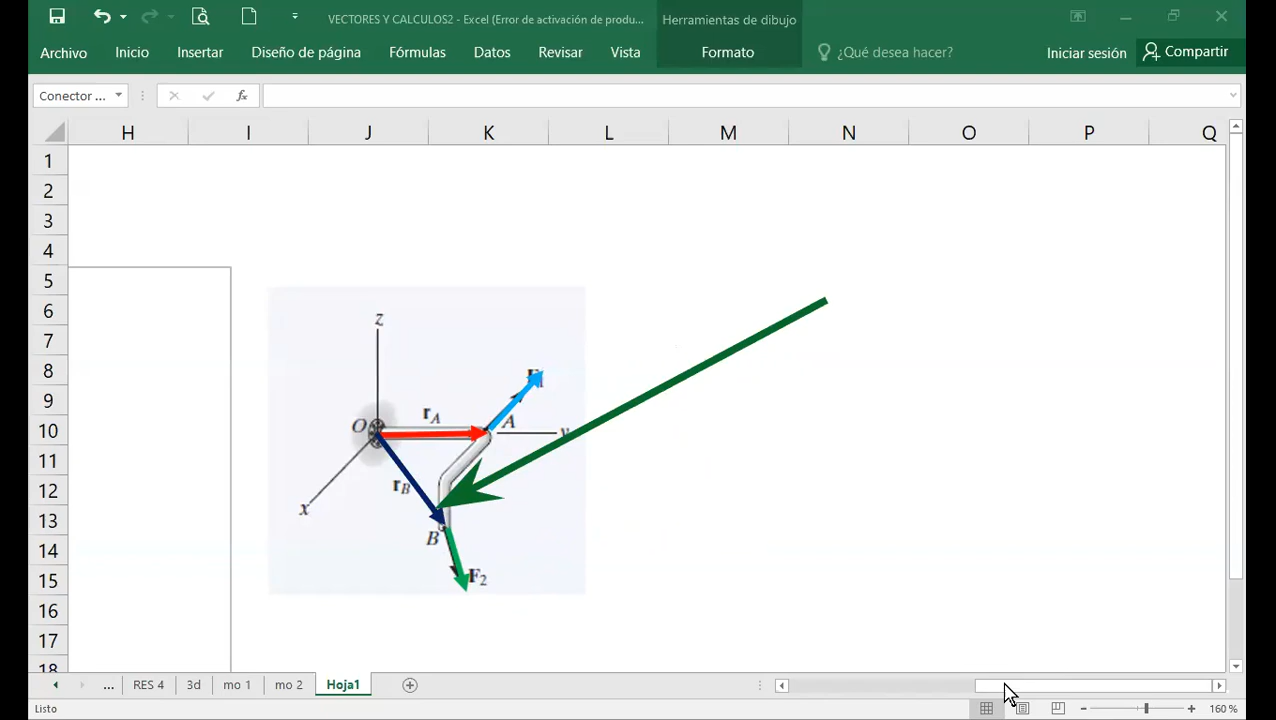 VECTORES Y CALCULOS2 - Excel (Error de activación de produ...
Herramientas de dibujo
Archivo Inicio Insertar Diseño de página Fórmulas Datos Revisar Vista Formato ¿Qué desea hacer? Iniciar sesión Compartir
Conector ... fx
H I J K L M N O P Q
1
2
3
4
5
6
7
8
9
10
11
12
13
14
15
16
17
18
z
rA
O
A
y
rB
x
B
F2
... RES 4 3d mo 1 mo 2 Hoja1
Listo 160 %